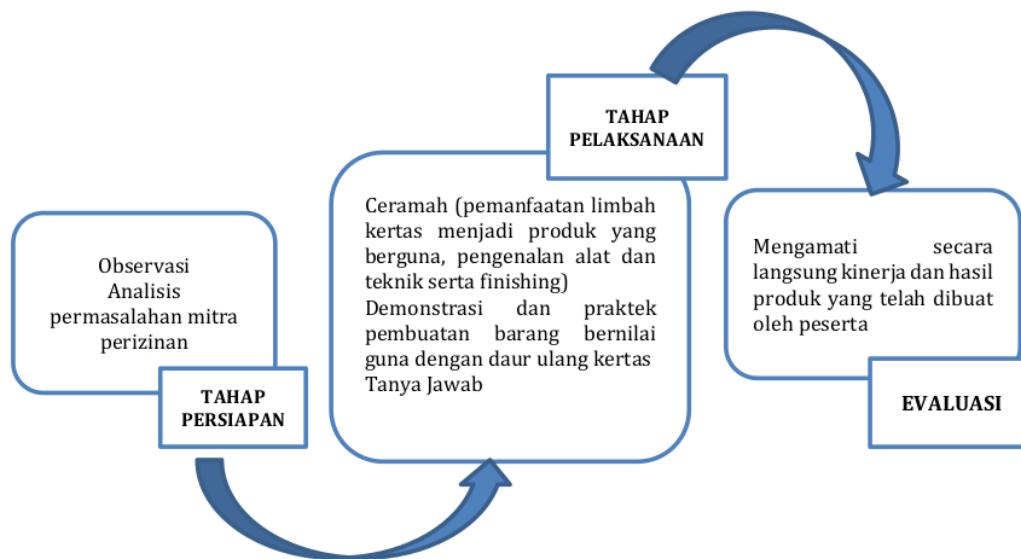 Observasi
Analisis
permasalahan mitra
perizinan
TAHAP
PERSIAPAN
TAHAP
PELAKSANAAN
Ceramah (pemanfaatan limbah
kertas menjadi produk yang
berguna, pengenalan alat dan
teknik serta finishing)
Demonstrasi dan praktek
pembuatan barang bernilai
guna dengan daur ulang kertas
Tanya Jawab
Mengamati secara
langsung kinerja dan hasil
produk yang telah dibuat
oleh peserta
EVALUASI